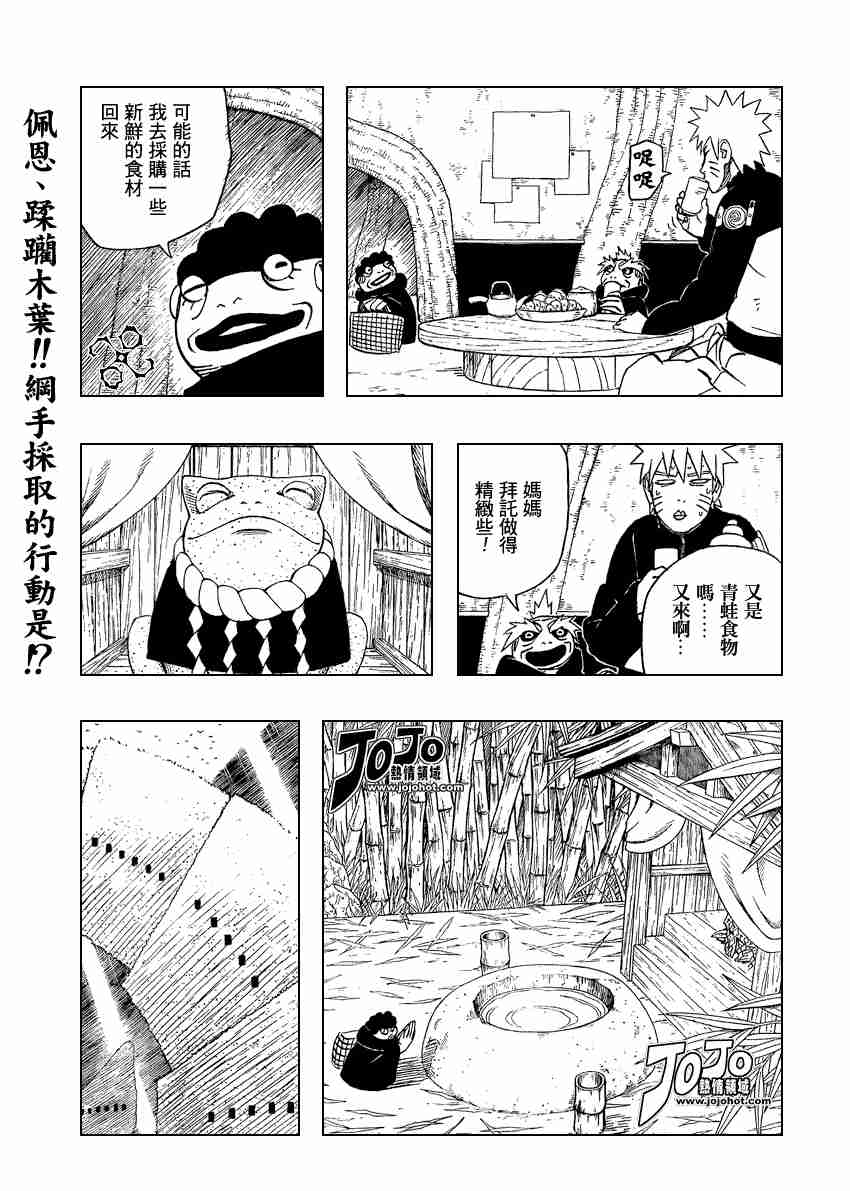 佩恩、蹂躪木葉!!綱手採取的行動是!?
啶
啶
可能的話
我去採購一些
新鮮的食材
回來
又是
青蛙食物
嗎……
又來啊…
媽媽
拜託做得
精緻些!
JOJO
熱情領域
www.jojohot.com
JOJO
熱情領域
www.jojohot.com